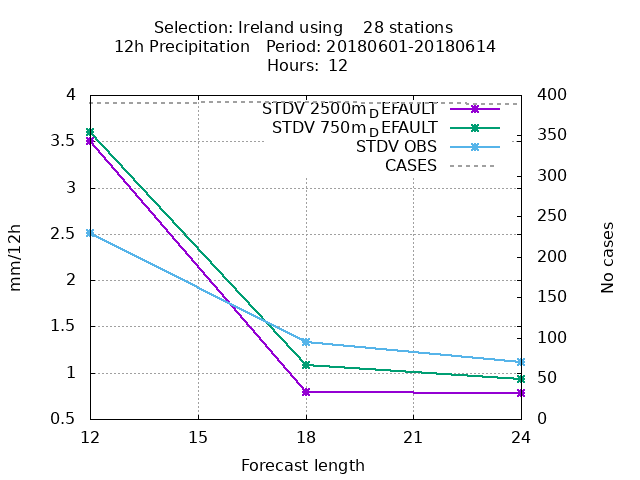 Selection: Ireland using 28 stations
12h Precipitation Period: 20180601-20180614
Hours: 12
4 400
STDV 2500mDEFAULT
STDV 750mDEFAULT
3.5 350
STDV OBS
CASES
3 300
2.5 250
mm/12h
No cases
2 200
1.5 150
100
1 50
0.5 0
12 15 18 21 24
Forecast length